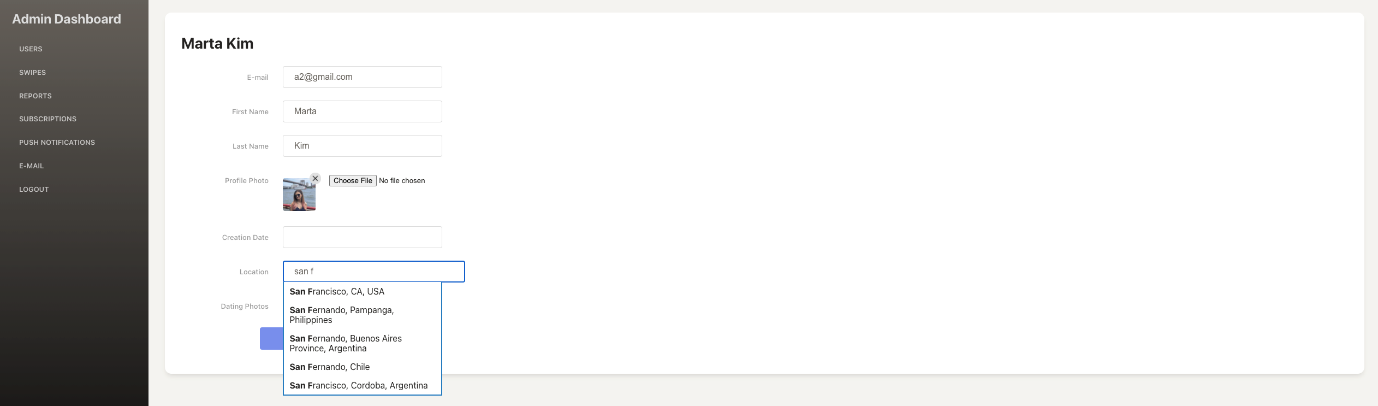 Admin Dashboard
USERS
SWIPES
REPORTS
SUBSCRIPTIONS
PUSH NOTIFICATIONS
E-MAIL
LOGOUT
Marta Kim
E-mail
a2@gmail.com
First Name
Marta
Last Name
Kim
Profile Photo
Choose File No file chosen
Creation Date
Location
san f
San Francisco, CA, USA
San Fernando, Pampanga,
Philippines
San Fernando, Buenos Aires
Province, Argentina
San Fernando, Chile
San Francisco, Cordoba, Argentina
Dating Photos